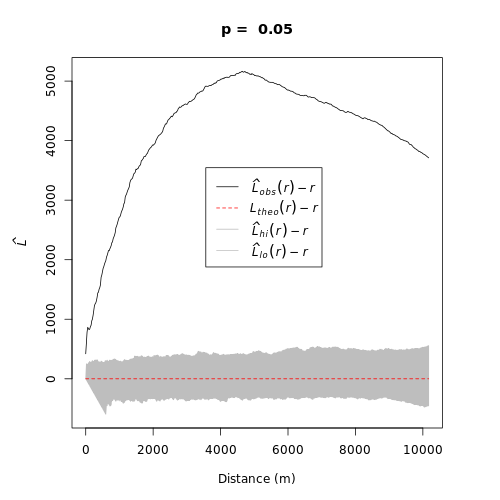 p =  0.05
L̂
5000
4000
3000
2000
1000
0
L̂obs(r) − r
Ltheo(r) − r
L̂hi(r) − r
L̂lo(r) − r
0 2000 4000 6000 8000 10000
Distance (m)